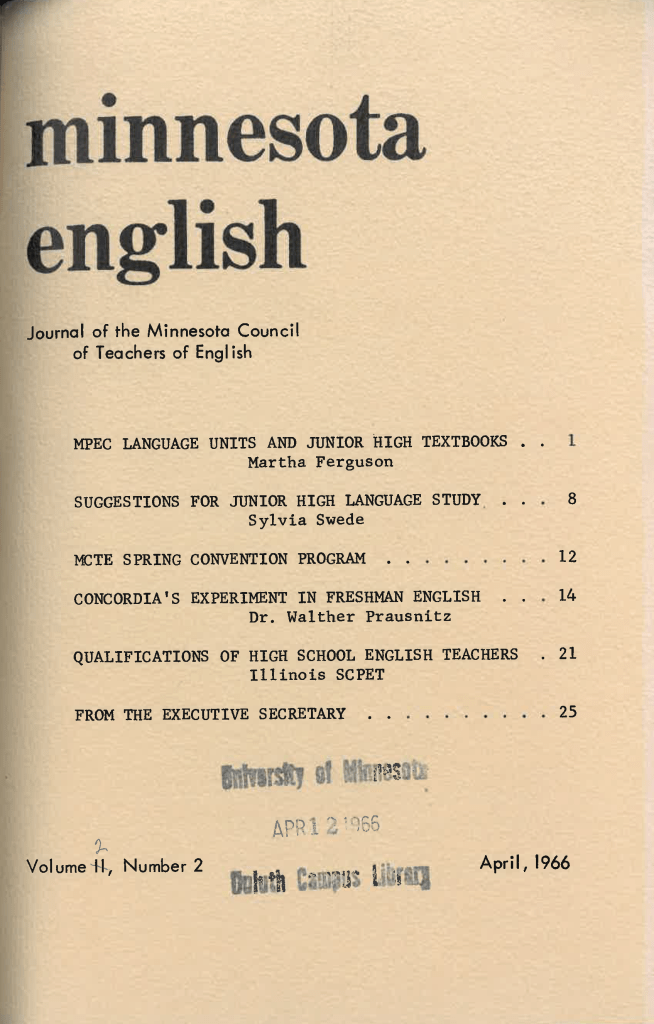 minnesota
english
Journal of the Minnesota Council
of Teachers of English
MPEC LANGUAGE UNITS AND JUNIOR HIGH TEXTBOOKS . . 1
Martha Ferguson
SUGGESTIONS FOR JUNIOR HIGH LANGUAGE STUDY . . . 8
Sylvia Swede
MCTE SPRING CONVENTION PROGRAM . . . . . . . . . 12
CONCORDIA'S EXPERIMENT IN FRESHMAN ENGLISH . . . 14
Dr. Walther Prausnitz
QUALIFICATIONS OF HIGH SCHOOL ENGLISH TEACHERS . 21
Illinois SCPET
FROM THE EXECUTIVE SECRETARY . . . . . . . . . . 25
University of Minnesota
APR 12 1966
2
Volume II, Number 2
April, 1966
Duluth Campus Library